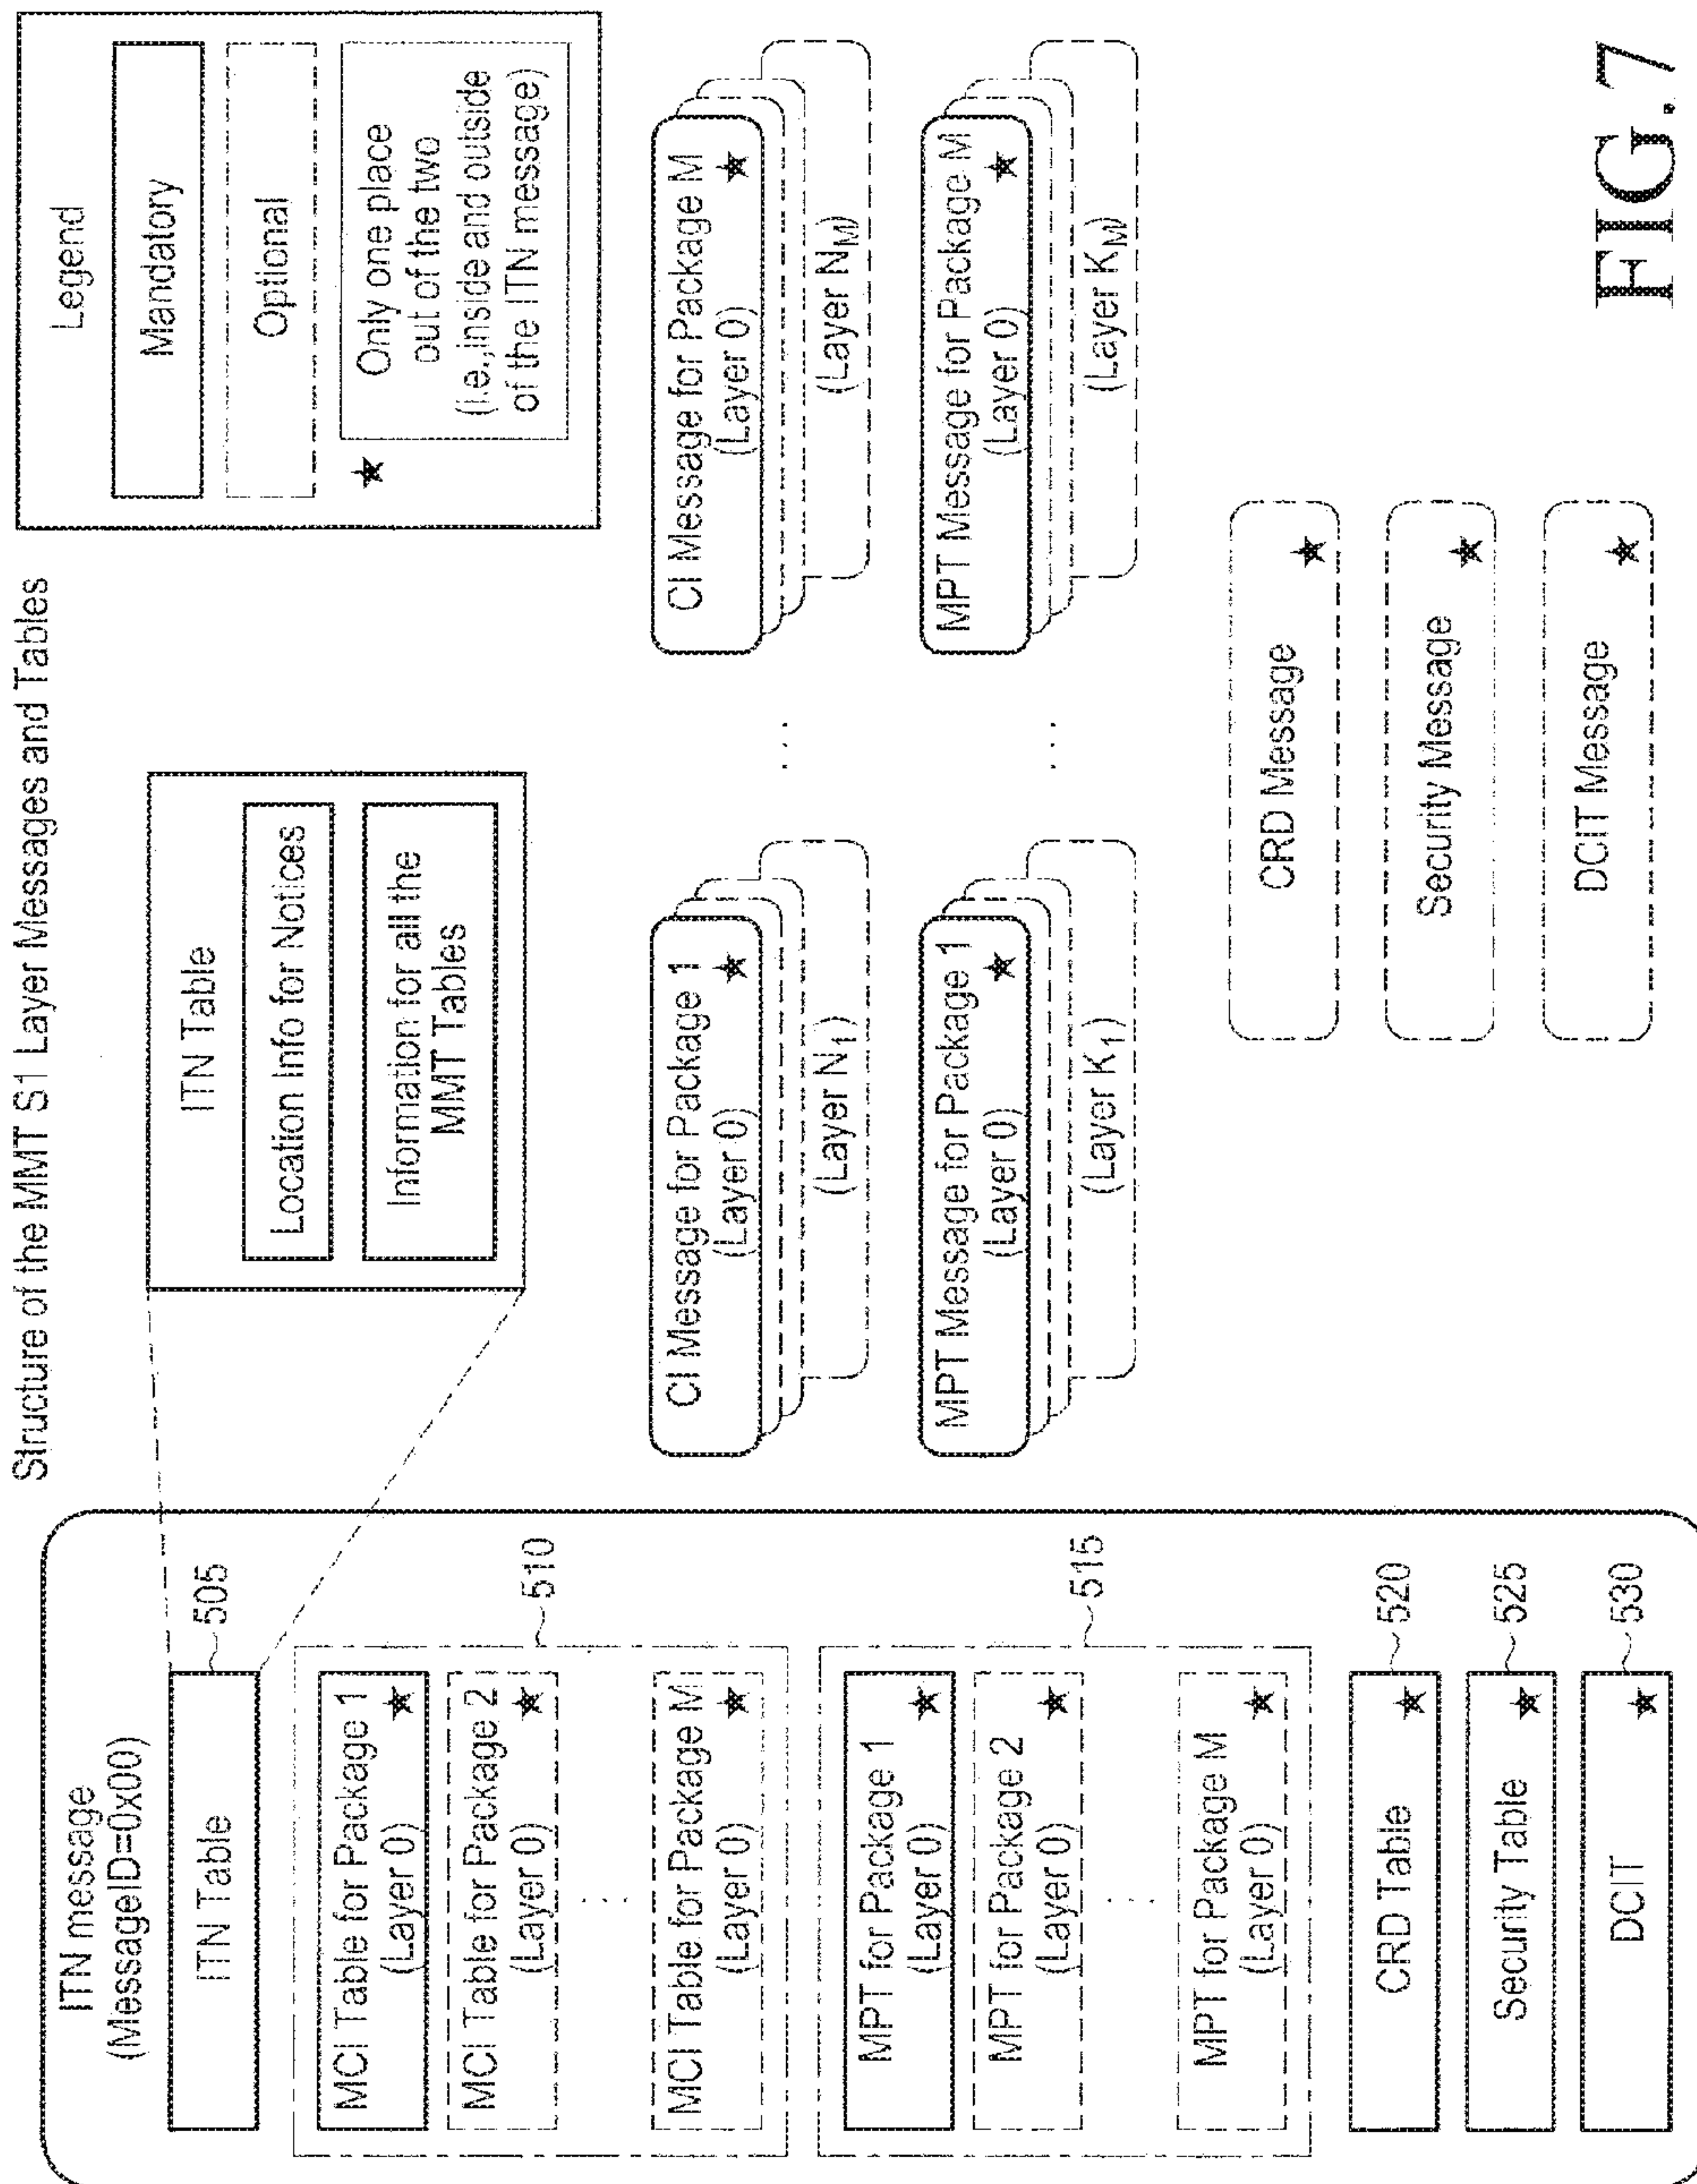 Structure of the MMT S1 Layer Messages and Tables
ITN message
(MessageID=0x00)
ITN Table
505
MCI Table for Package 1
(Layer 0)
MCI Table for Package 2
(Layer 0)
MCI Table for Package M
(Layer 0)
510
MPT for Package 1
(Layer 0)
MPT for Package 2
(Layer 0)
MPT for Package M
(Layer 0)
515
CRD Table
520
Security Table
525
DCIT
530
ITN Table
Location Info for Notices
Information for all the
MMT Tables
Legend
Mandatory
Optional
Only one place
out of the two
(i.e.,inside and outside
of the ITN message)
CI Message for Package 1
(Layer 0)
(Layer N1)
...
CI Message for Package M
(Layer 0)
(Layer NM)
MPT Message for Package 1
(Layer 0)
(Layer K1)
...
MPT Message for Package M
(Layer 0)
(Layer KM)
CRD Message
Security Message
DCIT Message
FIG.7